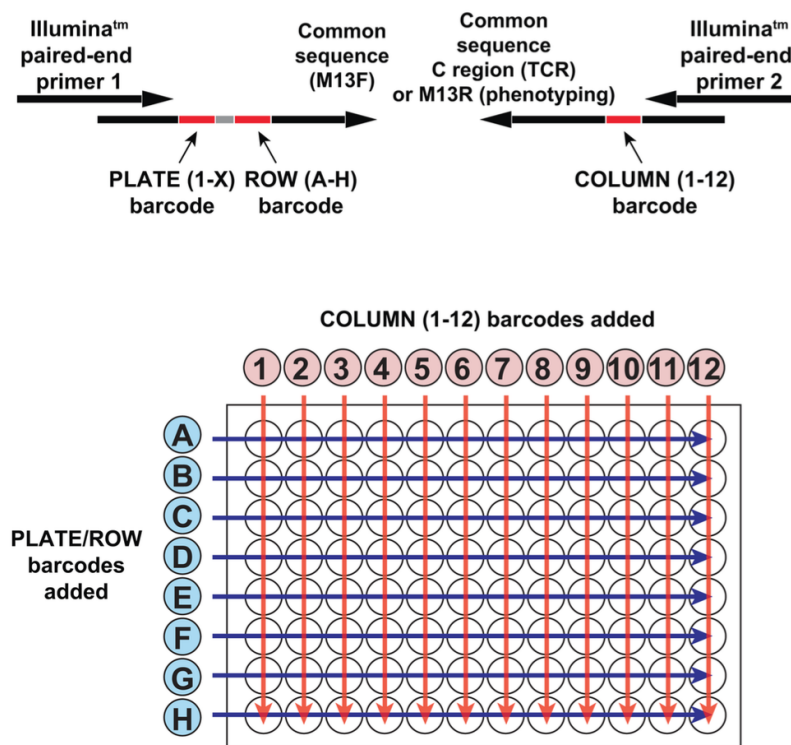 Illumina™
paired-end
primer 1
Common
sequence
(M13F)
Common
sequence
C region (TCR)
or M13R (phenotyping)
Illumina™
paired-end
primer 2
PLATE (1-X)
barcode
ROW (A-H)
barcode
COLUMN (1-12)
barcode
COLUMN (1-12) barcodes added
1 2 3 4 5 6 7 8 9 10 11 12
A
B
C
D
E
F
G
H
PLATE/ROW
barcodes
added